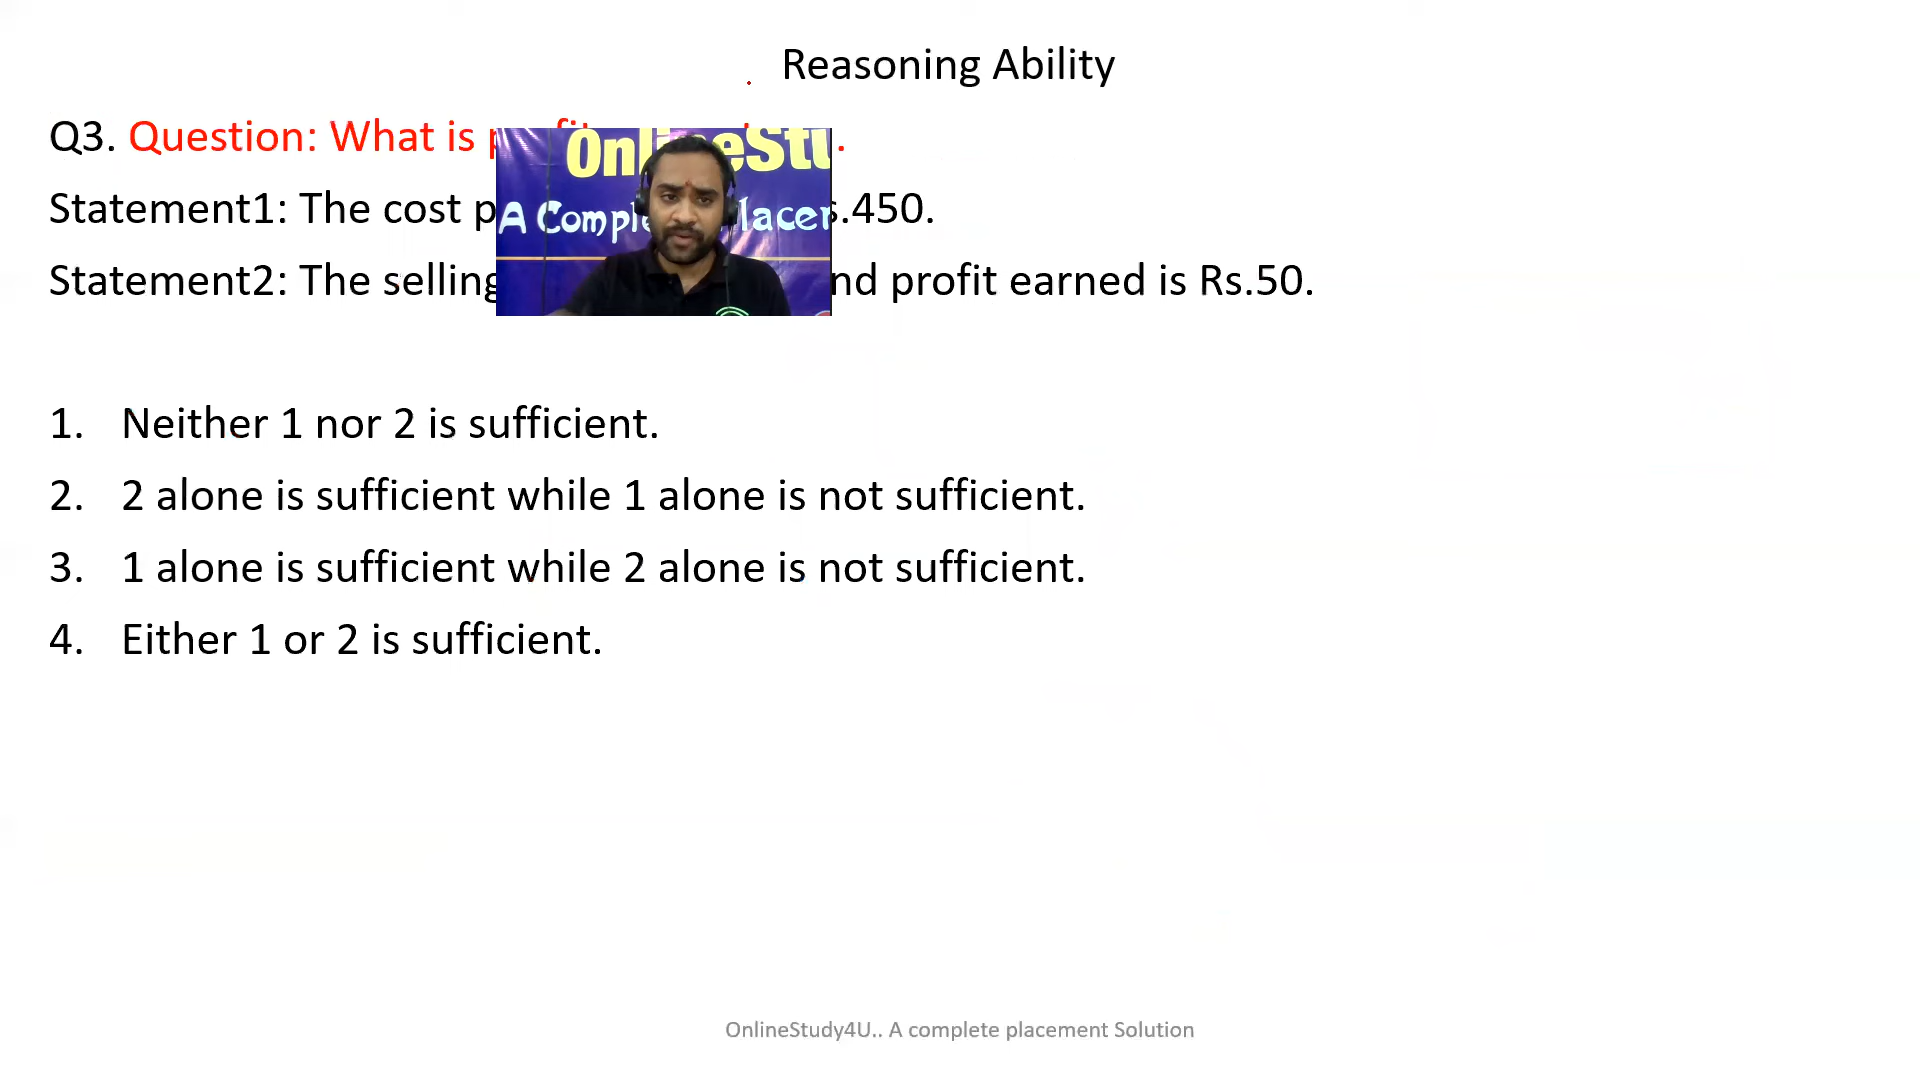 Reasoning Ability
Q3. Question: What is
Statement1: The cost .450.
Statement2: The selling profit earned is Rs.50.
OnlineStu
A Comple lacer
1. Neither 1 nor 2 is sufficient.
2. 2 alone is sufficient while 1 alone is not sufficient.
3. 1 alone is sufficient while 2 alone is not sufficient.
4. Either 1 or 2 is sufficient.
OnlineStudy4U.. A complete placement Solution